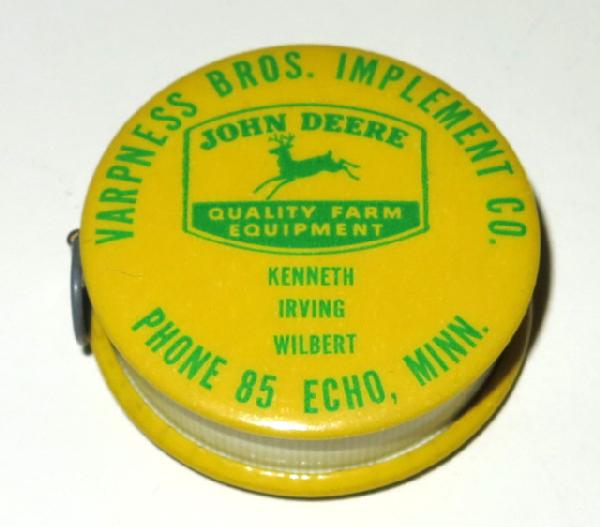 VARPNESS BROS. IMPLEMENT CO.
JOHN DEERE
QUALITY FARM
EQUIPMENT
KENNETH
IRVING
WILBERT
PHONE 85 ECHO, MINN.